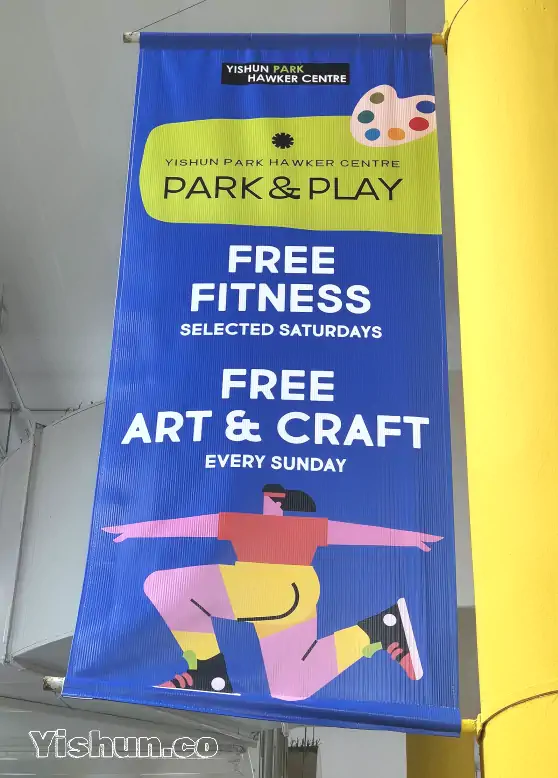 YISHUN PARK
HAWKER CENTRE
YISHUN PARK HAWKER CENTRE
PARK & PLAY
FREE
FITNESS
SELECTED SATURDAYS
FREE
ART & CRAFT
EVERY SUNDAY
Yishun.co